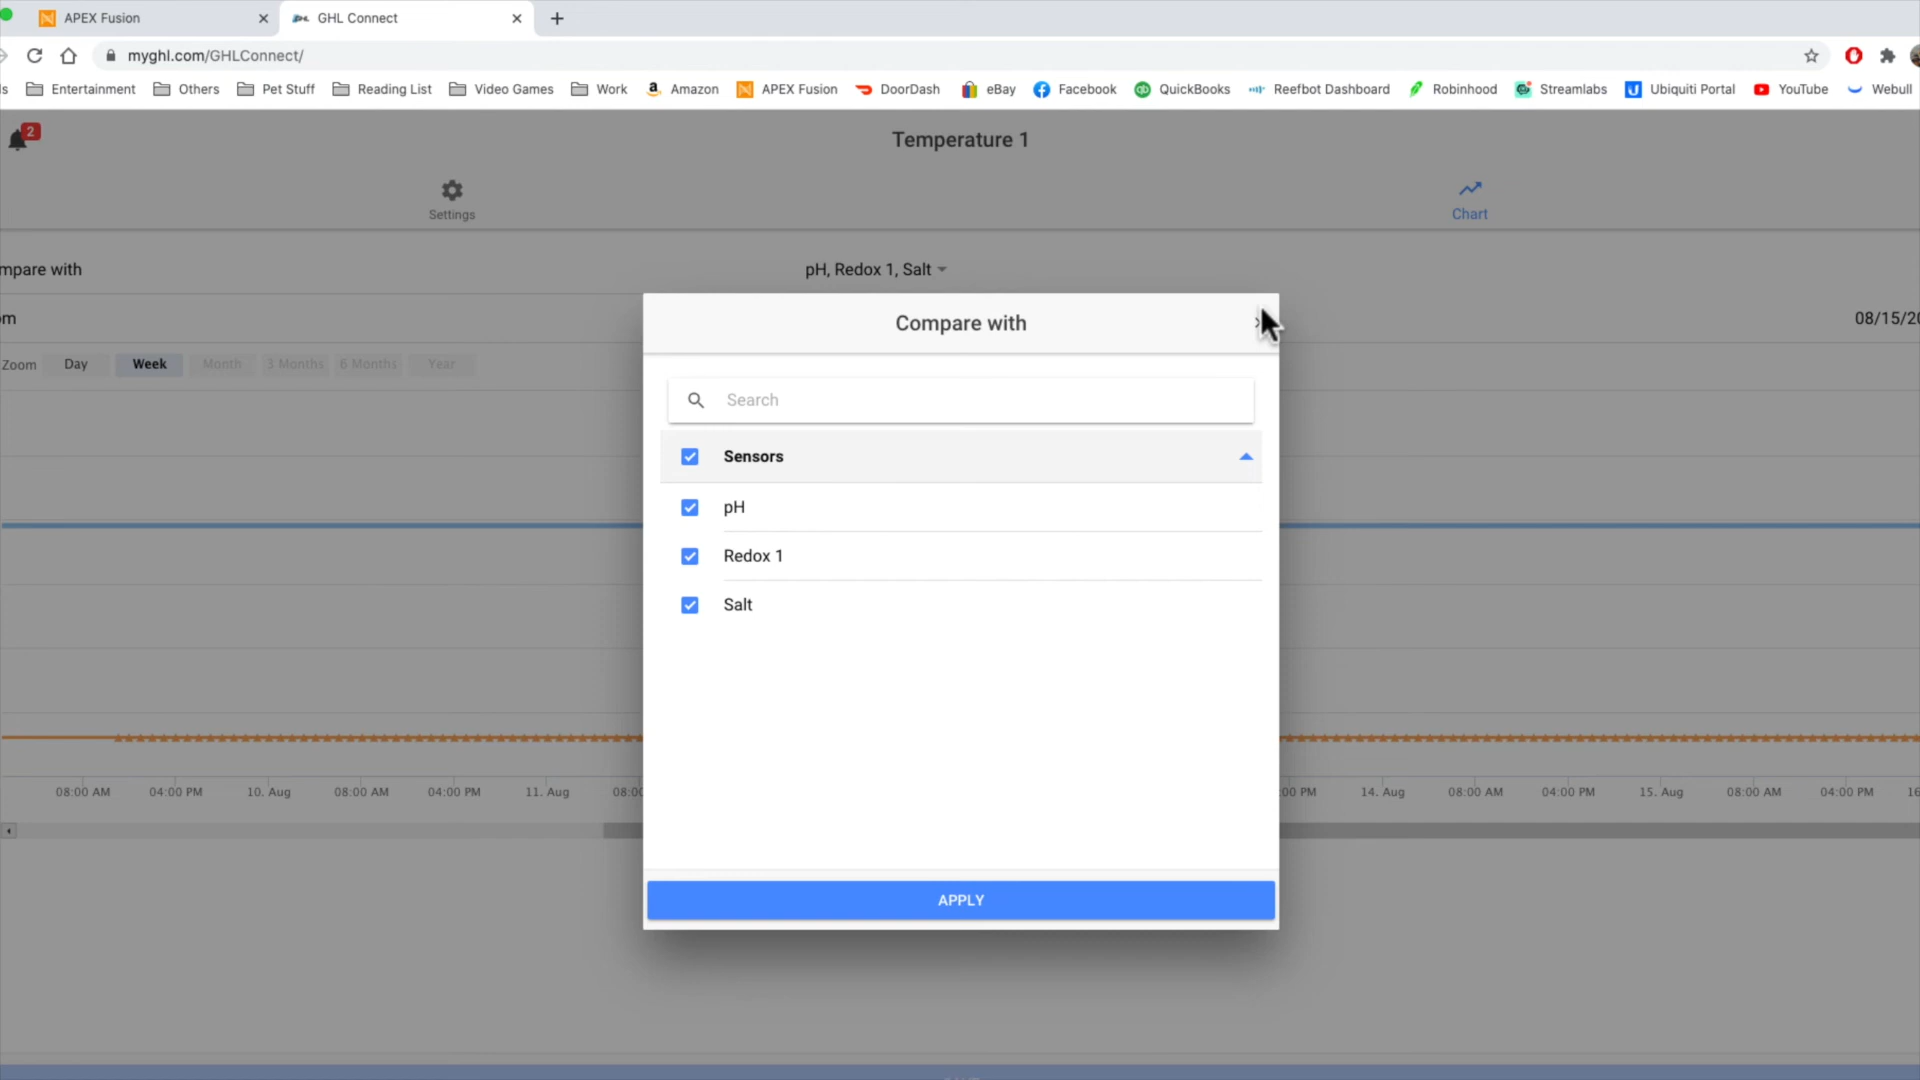 APEX Fusion
GHL Connect
myghl.com/GHLConnect/
Entertainment Others Pet Stuff Reading List Video Games Work Amazon APEX Fusion DoorDash eBay Facebook QuickBooks Reefbot Dashboard Robinhood Streamlabs Ubiquiti Portal YouTube Webull
2
Temperature 1
Settings
Chart
mpare with
pH, Redox 1, Salt
om
08/15/20
Zoom Day Week Month 3 Months 6 Months Year
Compare with
Search
Sensors
pH
Redox 1
Salt
APPLY
08:00 AM 04:00 PM 10. Aug 08:00 AM 04:00 PM 11. Aug 08:0 :00 PM 14. Aug 08:00 AM 04:00 PM 15. Aug 08:00 AM 04:00 PM 16